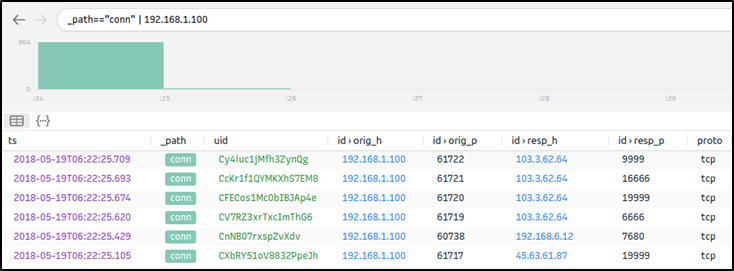 _path=="conn" | 192.168.1.100
964
0
:24 :25 :26 :27 :28 :29
ts _path uid id › orig_h id › orig_p id › resp_h id › resp_p proto
2018-05-19T06:22:25.709 conn Cy4iuc1jMfh3ZynQg 192.168.1.100 61722 103.3.62.64 9999 tcp
2018-05-19T06:22:25.693 conn CcKr1f1QYMKXhS7EM8 192.168.1.100 61721 103.3.62.64 16666 tcp
2018-05-19T06:22:25.674 conn CFECos1Mc0bIBJAp4e 192.168.1.100 61720 103.3.62.64 19999 tcp
2018-05-19T06:22:25.620 conn CV7RZ3xrTxcImThG6 192.168.1.100 61719 103.3.62.64 6666 tcp
2018-05-19T06:22:25.429 conn CnNB07rxspZvXdv 192.168.1.100 60738 192.168.6.12 7680 tcp
2018-05-19T06:22:25.105 conn CXbRY51oV8832PpeJh 192.168.1.100 61717 45.63.61.87 19999 tcp